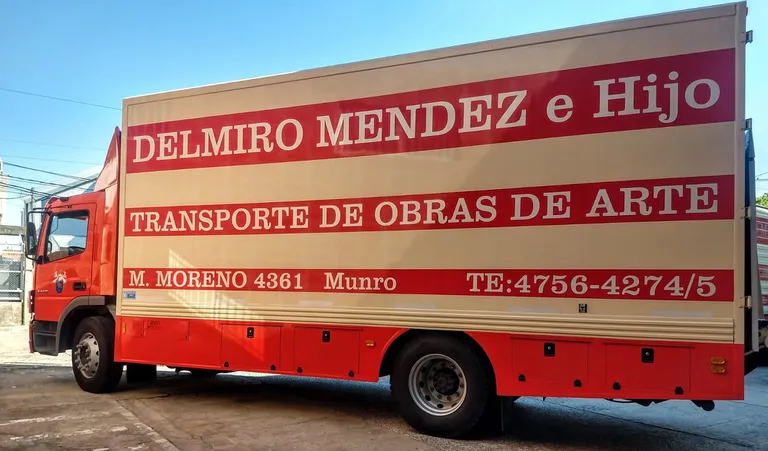 DELMIRO MENDEZ e Hijo
TRANSPORTE DE OBRAS DE ARTE
M. MORENO 4361 Munro TE:4756-4274/5